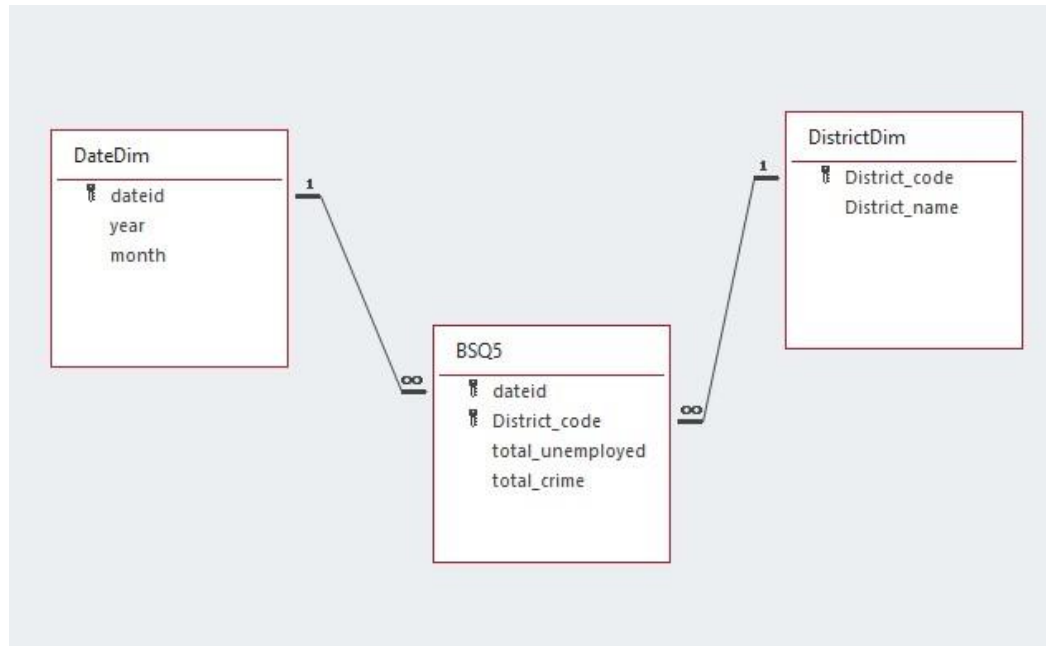 DateDim
dateid
year
month
1
∞
BSQ5
dateid
District_code
total_unemployed
total_crime
∞
1
DistrictDim
District_code
District_name